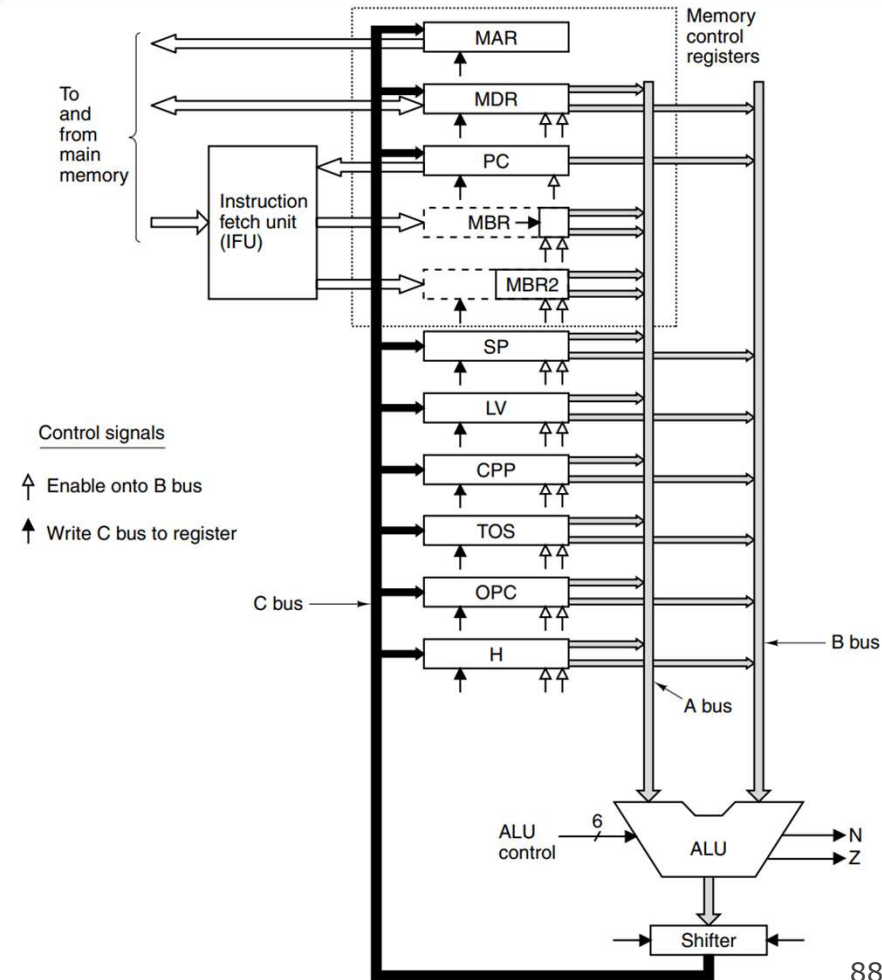 Memory
control
registers
MAR
To
and
from
main
memory
MDR
PC
Instruction
fetch unit
(IFU)
MBR
MBR2
SP
LV
Control signals
Enable onto B bus
CPP
Write C bus to register
TOS
C bus
OPC
B bus
H
A bus
6
ALU
control
ALU
N
Z
Shifter
88